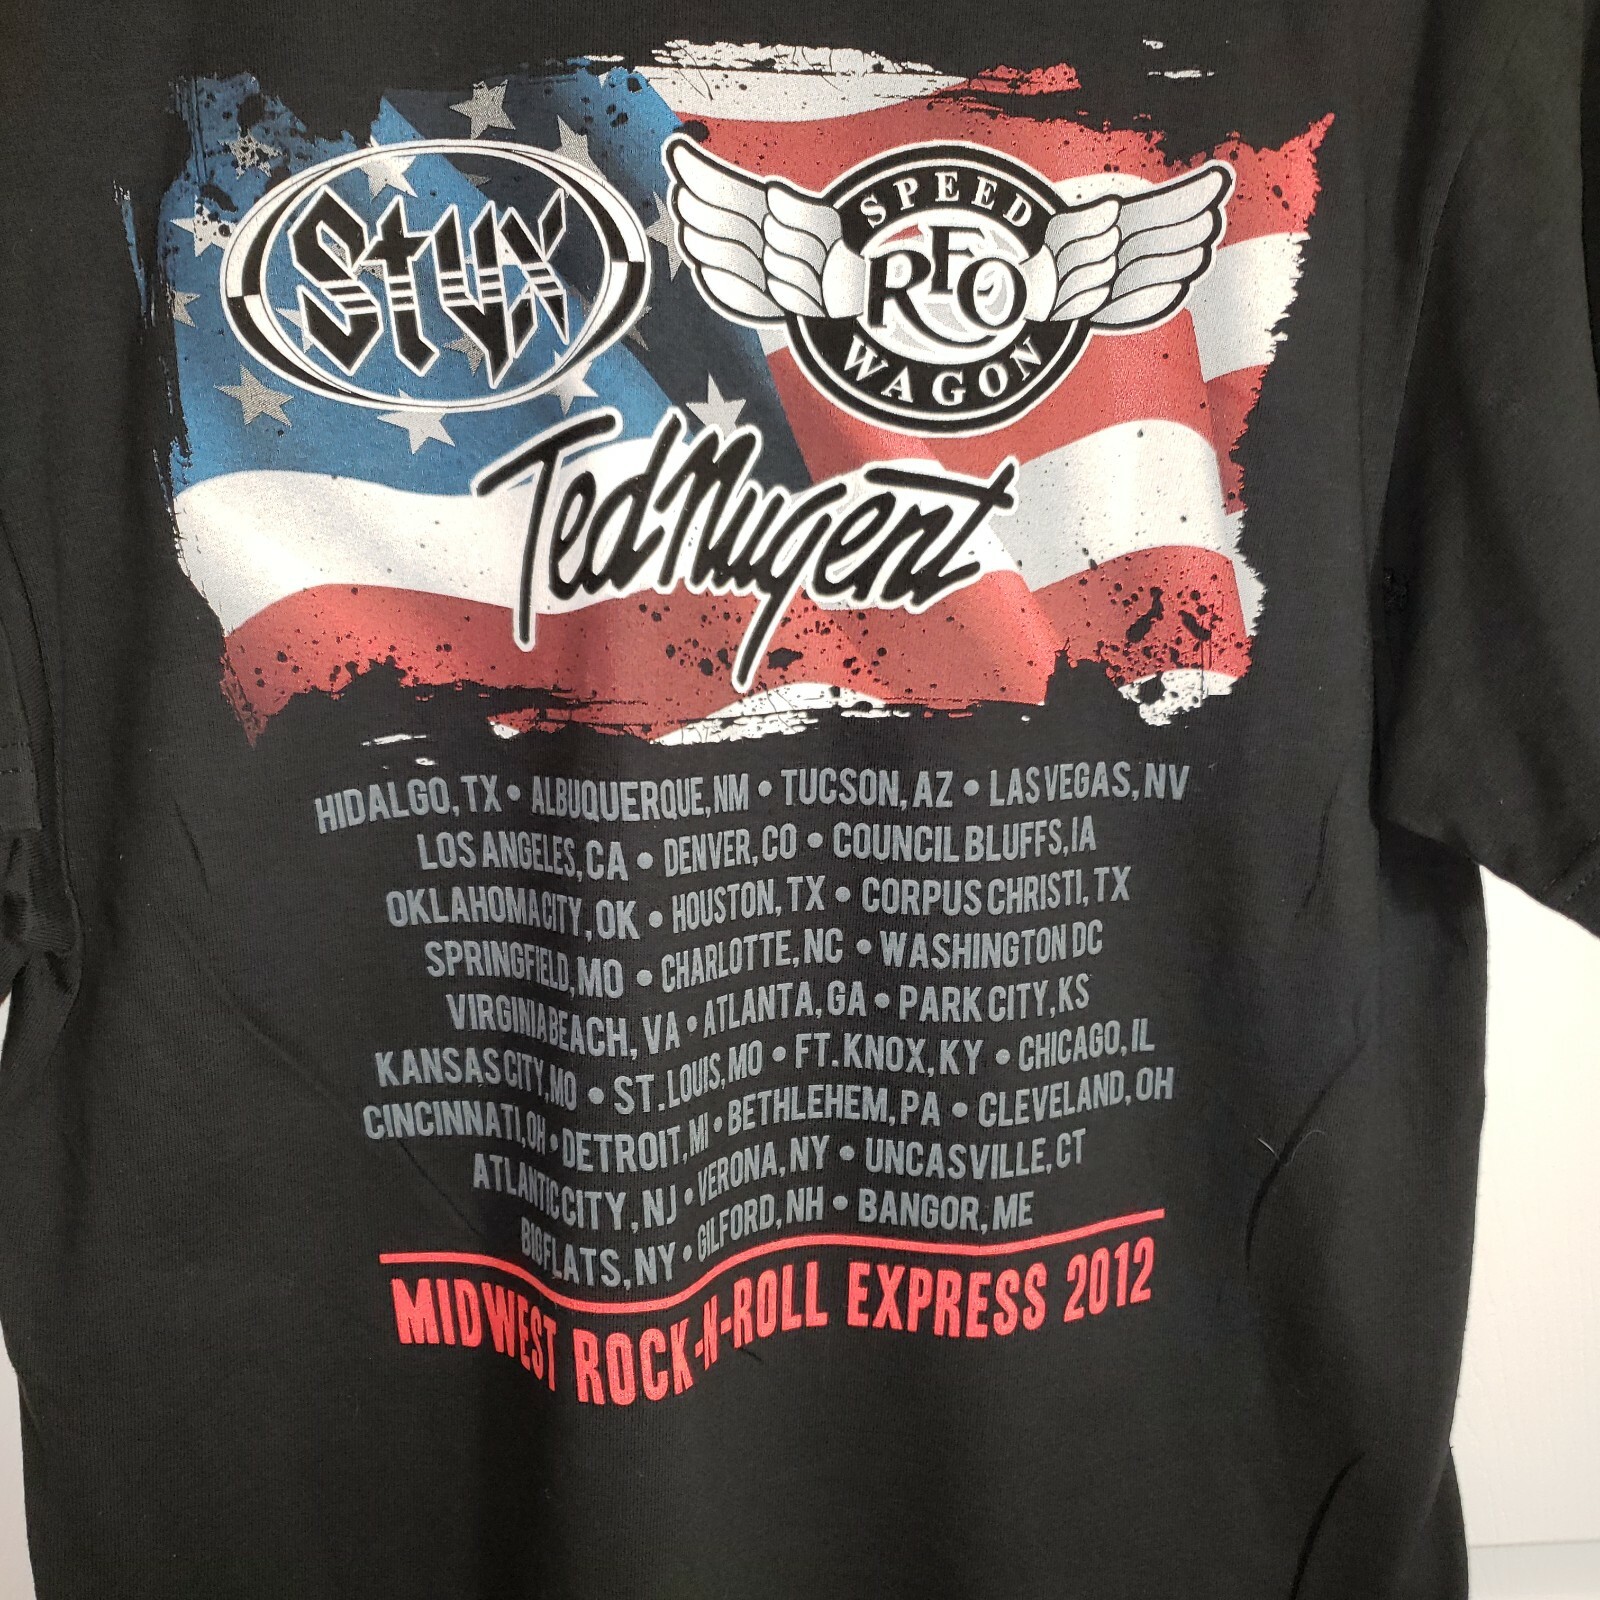 STYX
SPEED
RFO
WAGON
Ted Nugent
HIDALGO, TX • ALBUQUERQUE, NM • TUCSON, AZ • LAS VEGAS, NV
LOS ANGELES, CA • DENVER, CO • COUNCIL BLUFFS, IA
OKLAHOMA CITY, OK • HOUSTON, TX • CORPUS CHRISTI, TX
SPRINGFIELD, MO • CHARLOTTE, NC • WASHINGTON DC
VIRGINIA BEACH, VA • ATLANTA, GA • PARK CITY, KS
KANSAS CITY, MO • ST. LOUIS, MO • FT. KNOX, KY • CHICAGO, IL
CINCINNATI, OH • DETROIT, MI • BETHLEHEM, PA • CLEVELAND, OH
ATLANTIC CITY, NJ • VERONA, NY • UNCASVILLE, CT
BIG FLATS, NY • GILFORD, NH • BANGOR, ME
MIDWEST ROCK-N-ROLL EXPRESS 2012